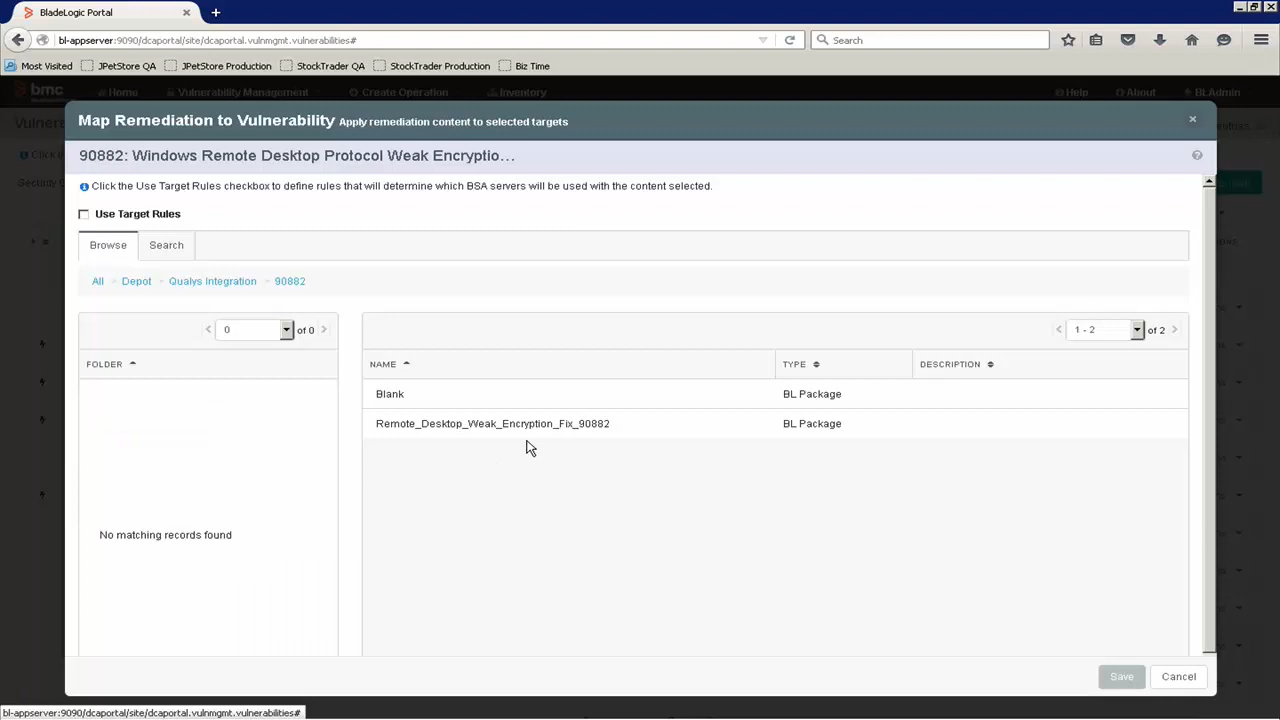 BladeLogic Portal
bl-appserver:9090/dcaportal/site/dcaportal.vulnmgmt.vulnerabilities#
Search
Most Visited
JPetStore QA
JPetStore Production
StockTrader QA
StockTrader Production
Biz Time
bmc
Home
Vulnerability Management
Create Operation
Inventory
Help
About
BLAdmin
Map Remediation to Vulnerability Apply remediation content to selected targets
90882: Windows Remote Desktop Protocol Weak Encryptio...
Click the Use Target Rules checkbox to define rules that will determine which BSA servers will be used with the content selected.
Use Target Rules
Browse
Search
All
Depot
Qualys Integration
90882
0
of 0
1 - 2
of 2
FOLDER
NAME
TYPE
DESCRIPTION
Blank
BL Package
Remote_Desktop_Weak_Encryption_Fix_90882
BL Package
No matching records found
Save
Cancel
bl-appserver:9090/dcaportal/site/dcaportal.vulnmgmt.vulnerabilities#